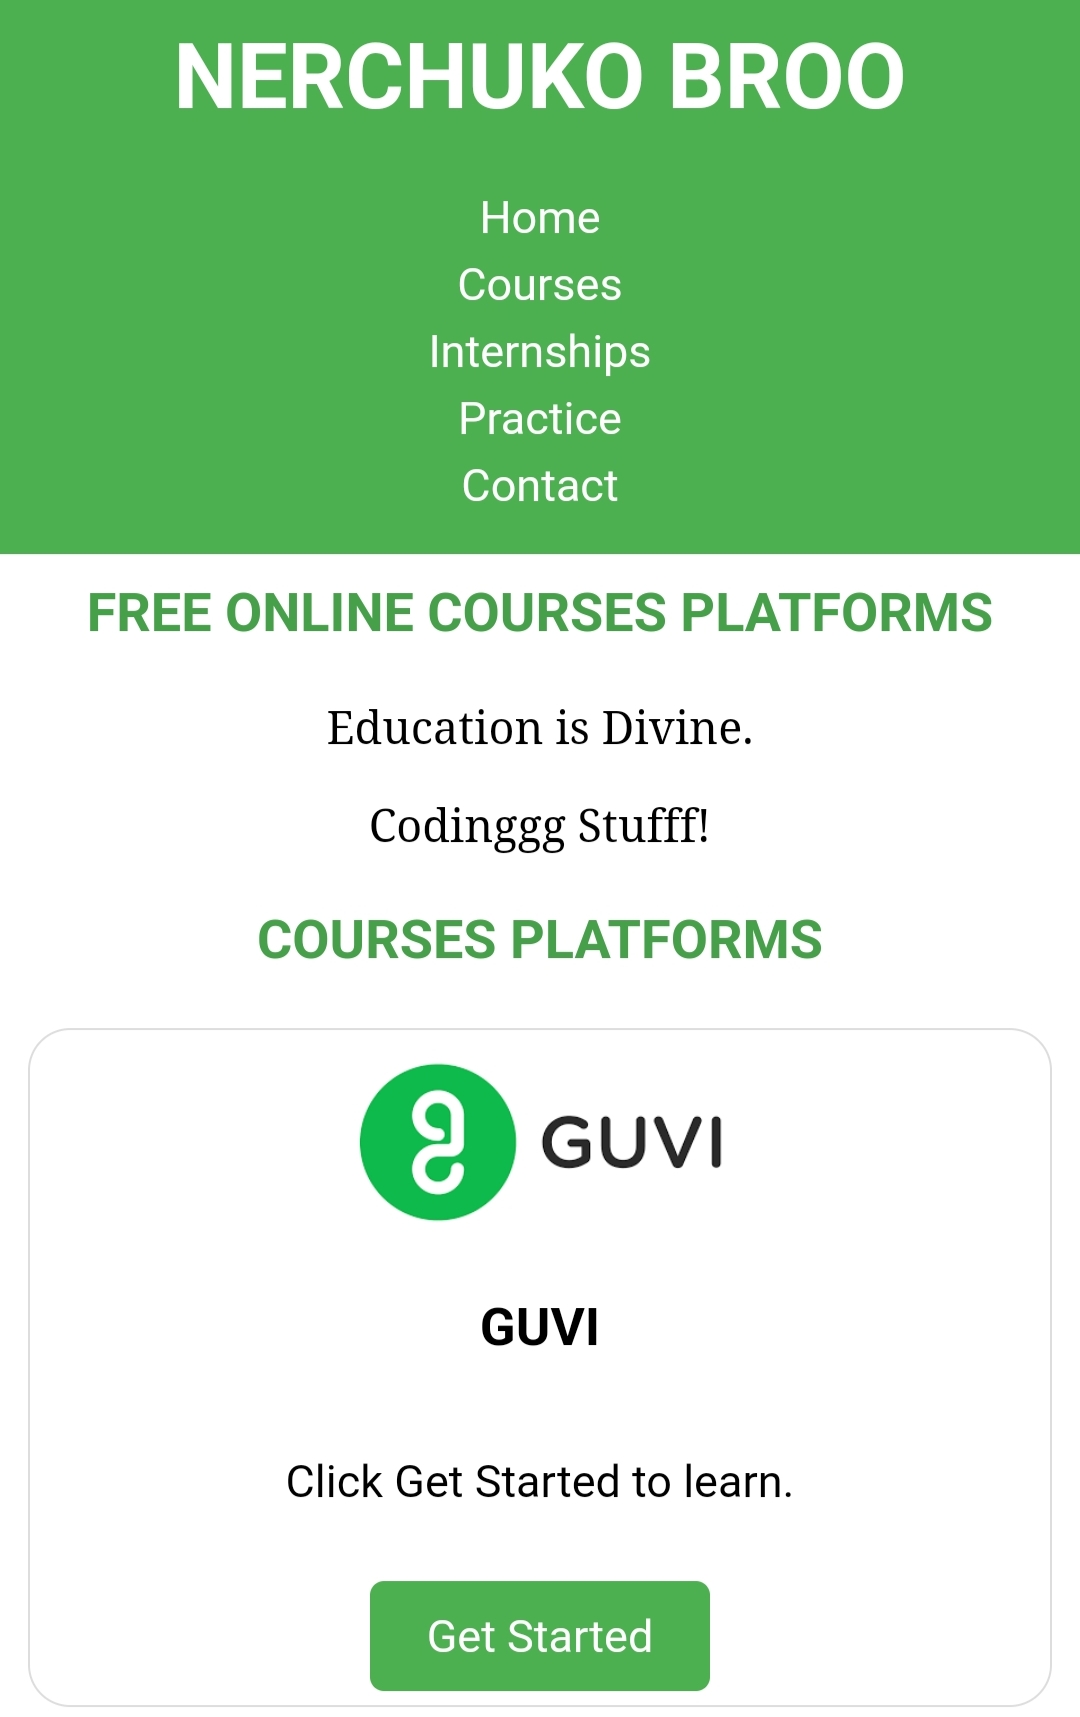 NERCHUKO BROO
Home
Courses
Internships
Practice
Contact
FREE ONLINE COURSES PLATFORMS
Education is Divine.
Codinggg Stufff!
COURSES PLATFORMS
GUVI
GUVI
Click Get Started to learn.
Get Started